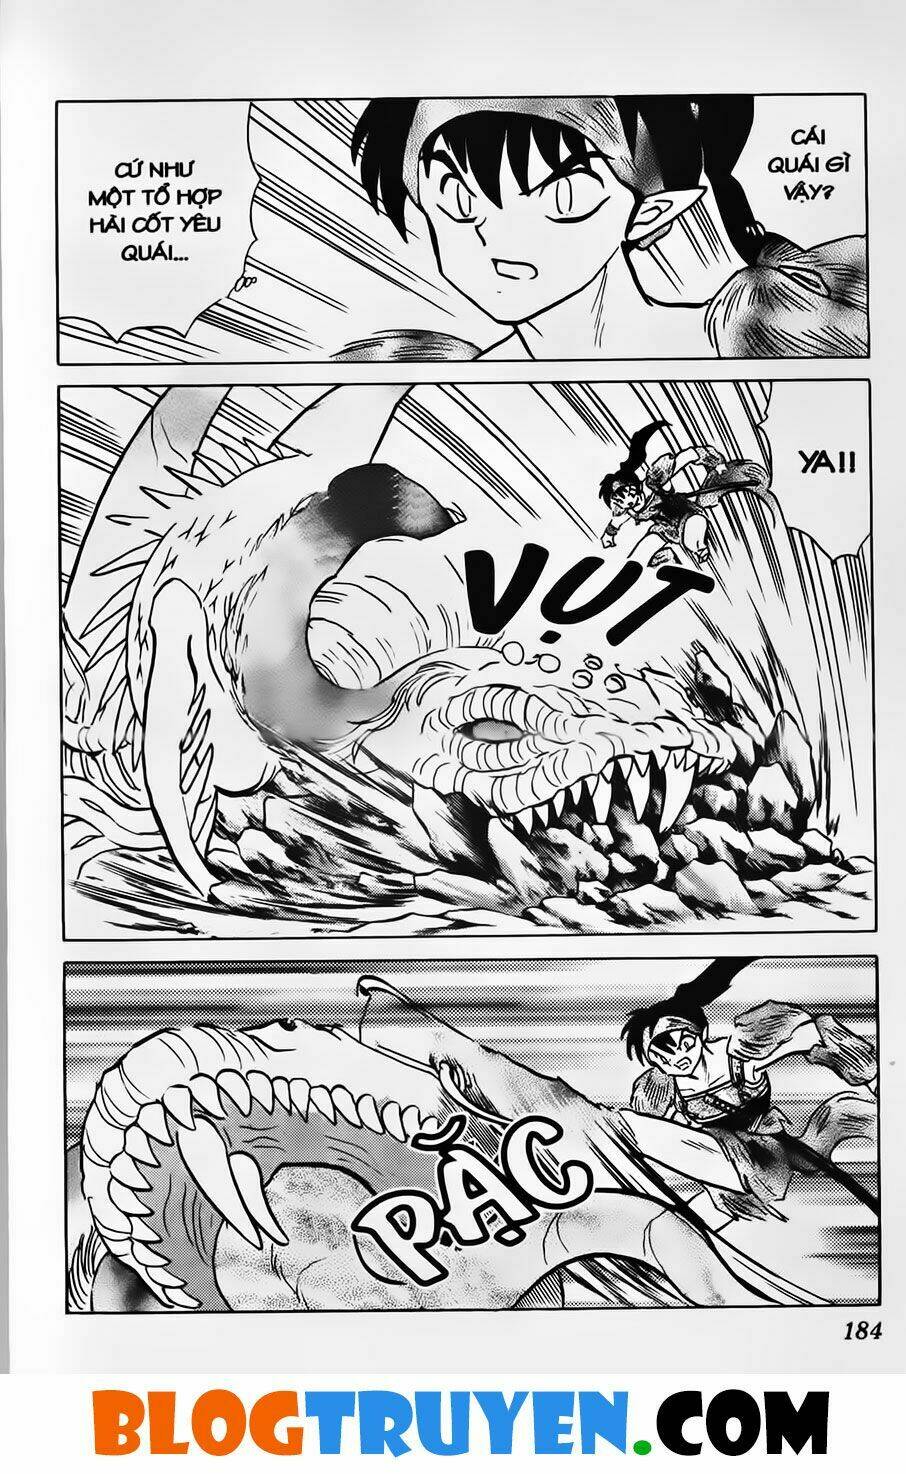 CÁI
QUÁI GÌ
VẬY?
CỨ NHƯ
MỘT TỔ HỢP
HÀI CỐT YÊU
QUÁI...
YA!!
VỤT
PẶC
184
BLOGTRUYEN.COM